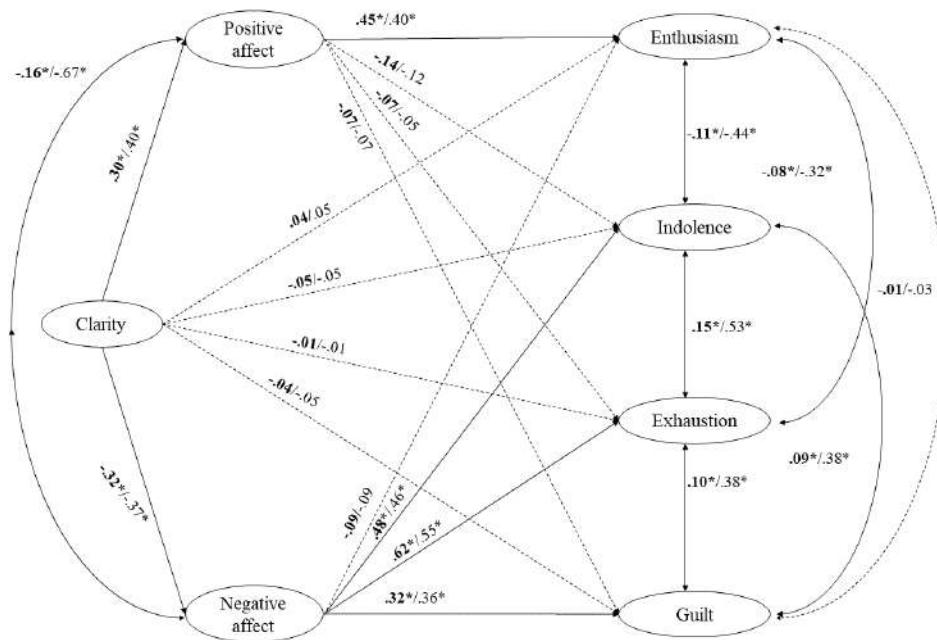 Positive
affect
.45*/.40*
Enthusiasm
-.16*/-.67*
-.14/-.12
-.07/-.05
-.07/-.07
.30*/.40*
-.11*/-.44*
-.08*/-.32*
.04/.05
Indolence
-.05/-.05
-.01/-.03
Clarity
.15*/.53*
-.01/-.01
-.04/-.05
Exhaustion
.09*/.38*
.10*/.38*
-.32*/-.37*
-.09/-.09
.48*/.46*
.62*/.55*
Negative
affect
.32*/.36*
Guilt